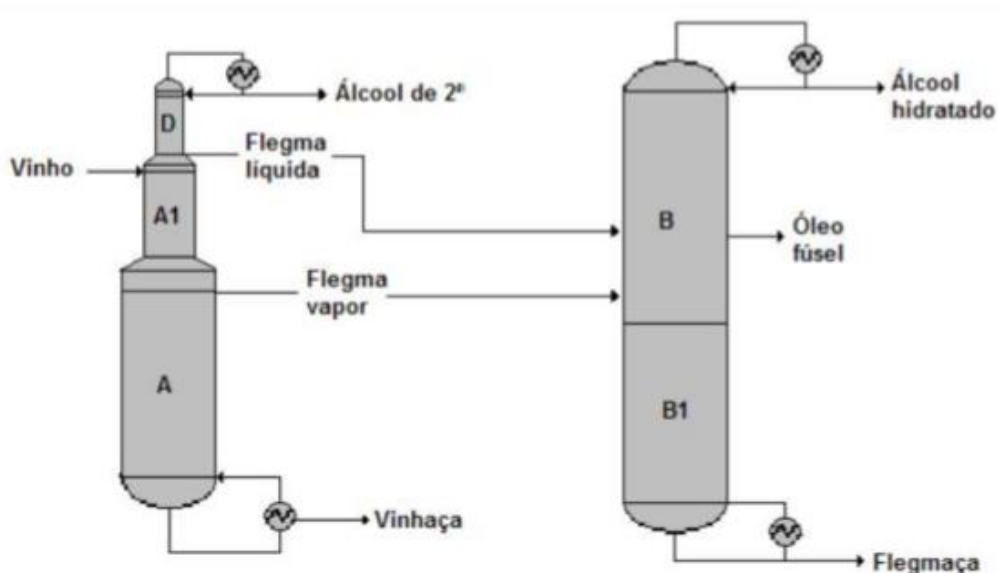 Álcool de 2ª
D
Flegma
líquida
Vinho
A1
Flegma
vapor
A
Vinhaça
Álcool
hidratado
B
Óleo
fúsel
B1
Flegmaça